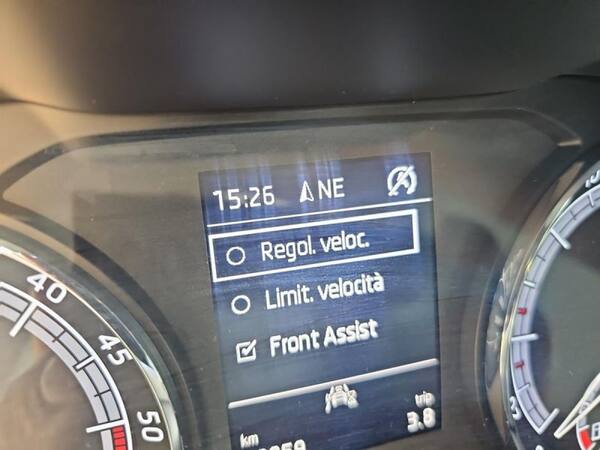 15:26 NE
Regol. veloc.
Limit. velocità
Front Assist
km trip
3.8
40
45
50